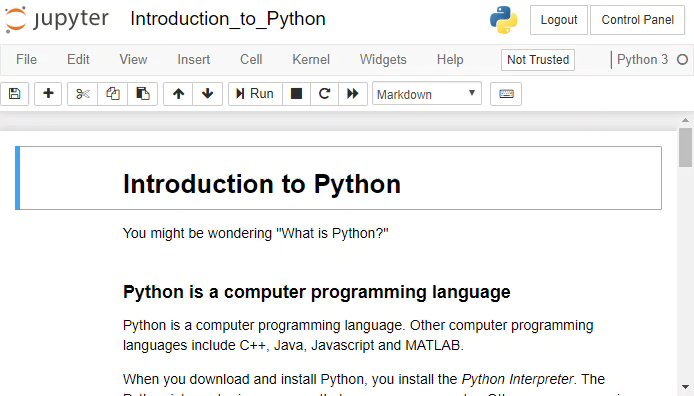 jupyter Introduction_to_Python Logout Control Panel
File Edit View Insert Cell Kernel Widgets Help Not Trusted Python 3
Run Markdown
Introduction to Python
You might be wondering "What is Python?"
Python is a computer programming language
Python is a computer programming language. Other computer programming
languages include C++, Java, Javascript and MATLAB.
When you download and install Python, you install the Python Interpreter. The